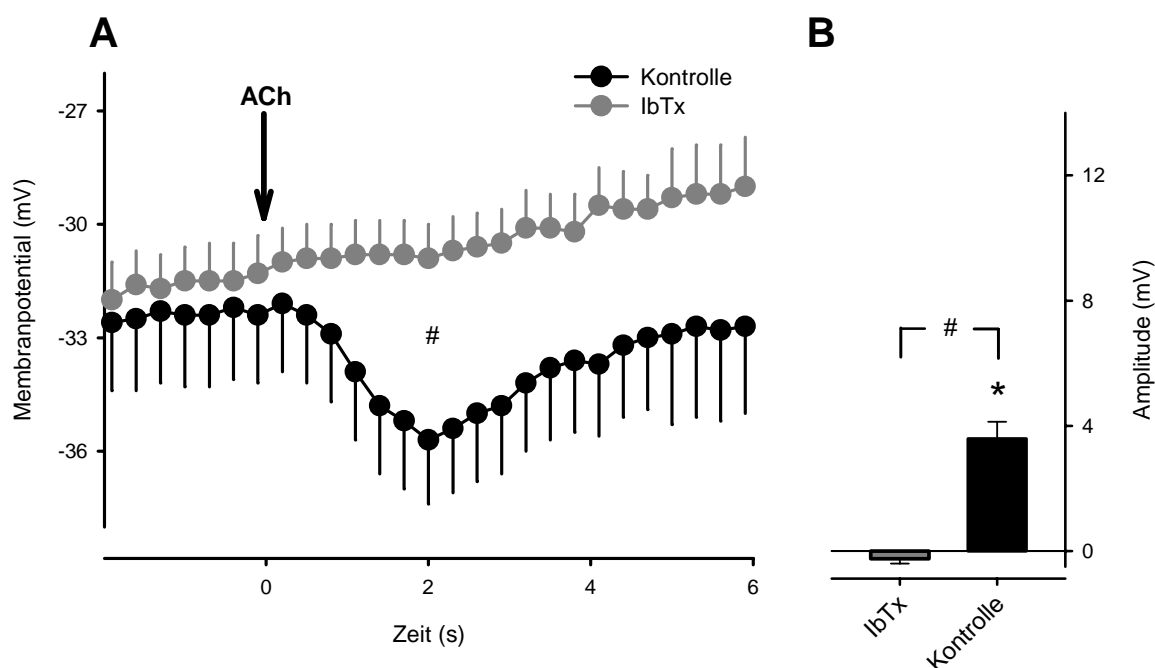 A
B
ACh
Kontrolle
IbTx
Membranpotential (mV)
-27
-30
-33
-36
#
0
2
4
6
Zeit (s)
#
*
12
8
4
0
Amplitude (mV)
IbTx
Kontrolle